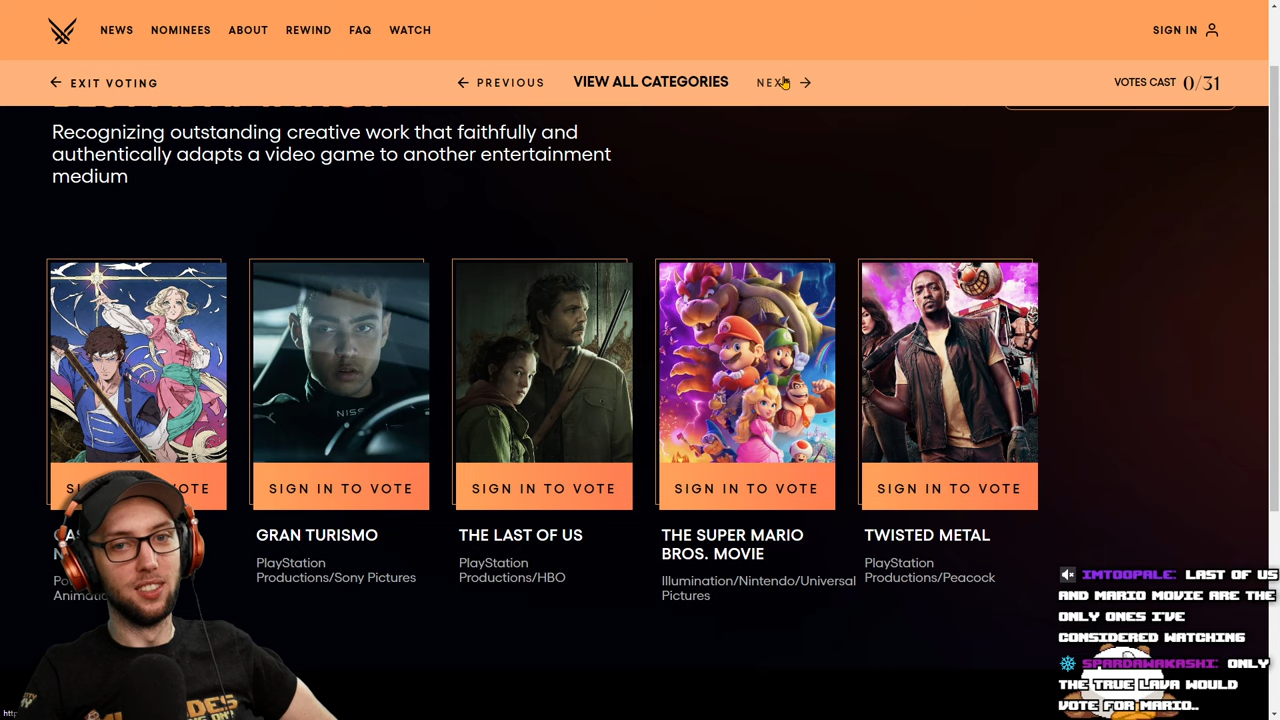 NEWS NOMINEES ABOUT REWIND FAQ WATCH SIGN IN
EXIT VOTING PREVIOUS VIEW ALL CATEGORIES NEXT VOTES CAST 0/31
Recognizing outstanding creative work that faithfully and
authentically adapts a video game to another entertainment
medium
NISS
SIGN IN TO VOTE SIGN IN TO VOTE SIGN IN TO VOTE SIGN IN TO VOTE
GRAN TURISMO
PlayStation
Productions/Sony Pictures
THE LAST OF US
PlayStation
Productions/HBO
THE SUPER MARIO
BROS. MOVIE
Illumination/Nintendo/Universal
Pictures
TWISTED METAL
PlayStation
Productions/Peacock
IMTOOPALE: LAST OF US
AND MARIO MOVIE ARE THE
ONLY ONES I'VE
CONSIDERED WATCHING
SPARDAWAKASHI: ONLY
THE TRUE LAVA WOULD
VOTE FOR MARIO..